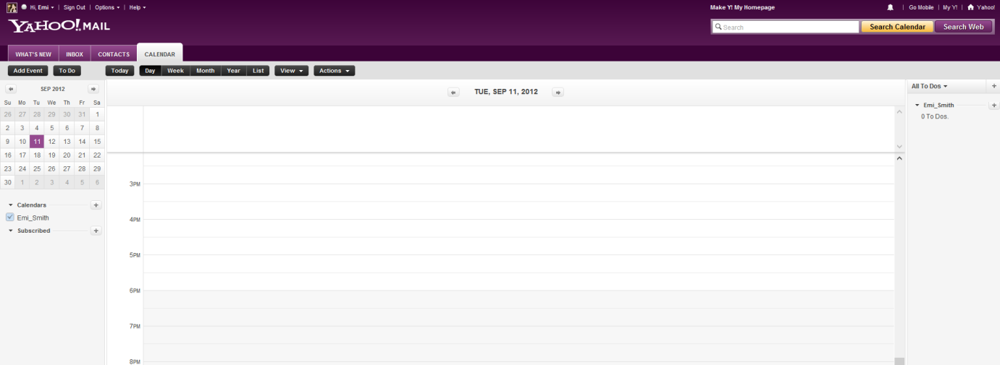 Hi, Emi | Sign Out | Options | Help Make Y! My Homepage | Go Mobile | My Y! | Yahoo!
YAHOO! MAIL Search Search Calendar Search Web
WHAT'S NEW INBOX CONTACTS CALENDAR
Add Event To Do Today Day Week Month Year List View Actions
SEP 2012
Su Mo Tu We Th Fr Sa
26 27 28 29 30 31 1
2 3 4 5 6 7 8
9 10 11 12 13 14 15
16 17 18 19 20 21 22
23 24 25 26 27 28 29
30 1 2 3 4 5 6
Calendars +
Emi_Smith
Subscribed +
TUE, SEP 11, 2012
3PM
4PM
5PM
6PM
7PM
8PM
All To Dos +
Emi_Smith +
0 To Dos.